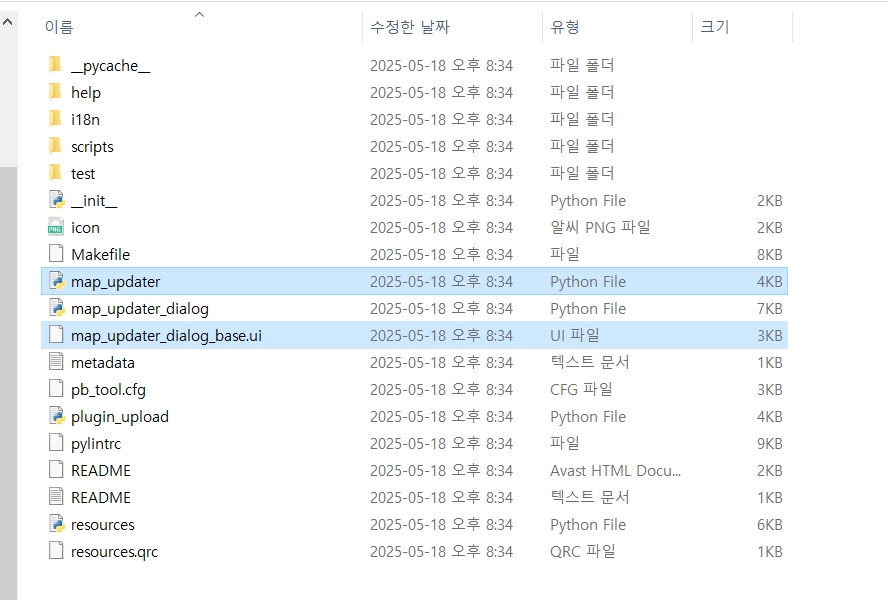 이름 수정한 날짜 유형 크기
__pycache__ 2025-05-18 오후 8:34 파일 폴더
help 2025-05-18 오후 8:34 파일 폴더
i18n 2025-05-18 오후 8:34 파일 폴더
scripts 2025-05-18 오후 8:34 파일 폴더
test 2025-05-18 오후 8:34 파일 폴더
__init__ 2025-05-18 오후 8:34 Python File 2KB
PNG icon 2025-05-18 오후 8:34 알씨 PNG 파일 2KB
Makefile 2025-05-18 오후 8:34 파일 8KB
map_updater 2025-05-18 오후 8:34 Python File 4KB
map_updater_dialog 2025-05-18 오후 8:34 Python File 7KB
map_updater_dialog_base.ui 2025-05-18 오후 8:34 UI 파일 3KB
metadata 2025-05-18 오후 8:34 텍스트 문서 1KB
pb_tool.cfg 2025-05-18 오후 8:34 CFG 파일 3KB
plugin_upload 2025-05-18 오후 8:34 Python File 4KB
pylintrc 2025-05-18 오후 8:34 파일 9KB
README 2025-05-18 오후 8:34 Avast HTML Docu... 2KB
README 2025-05-18 오후 8:34 텍스트 문서 1KB
resources 2025-05-18 오후 8:34 Python File 6KB
resources.qrc 2025-05-18 오후 8:34 QRC 파일 1KB